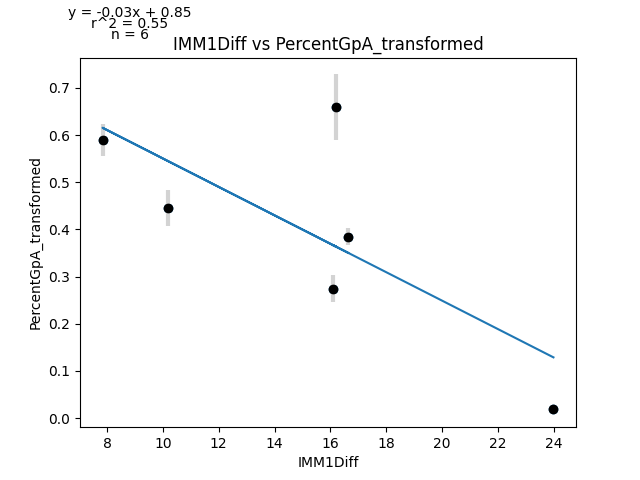 y = -0.03x + 0.85
r^2 = 0.55
n = 6
IMM1Diff vs PercentGpA_transformed
PercentGpA_transformed
0.7
0.6
0.5
0.4
0.3
0.2
0.1
0.0
8 10 12 14 16 18 20 22 24
IMM1Diff